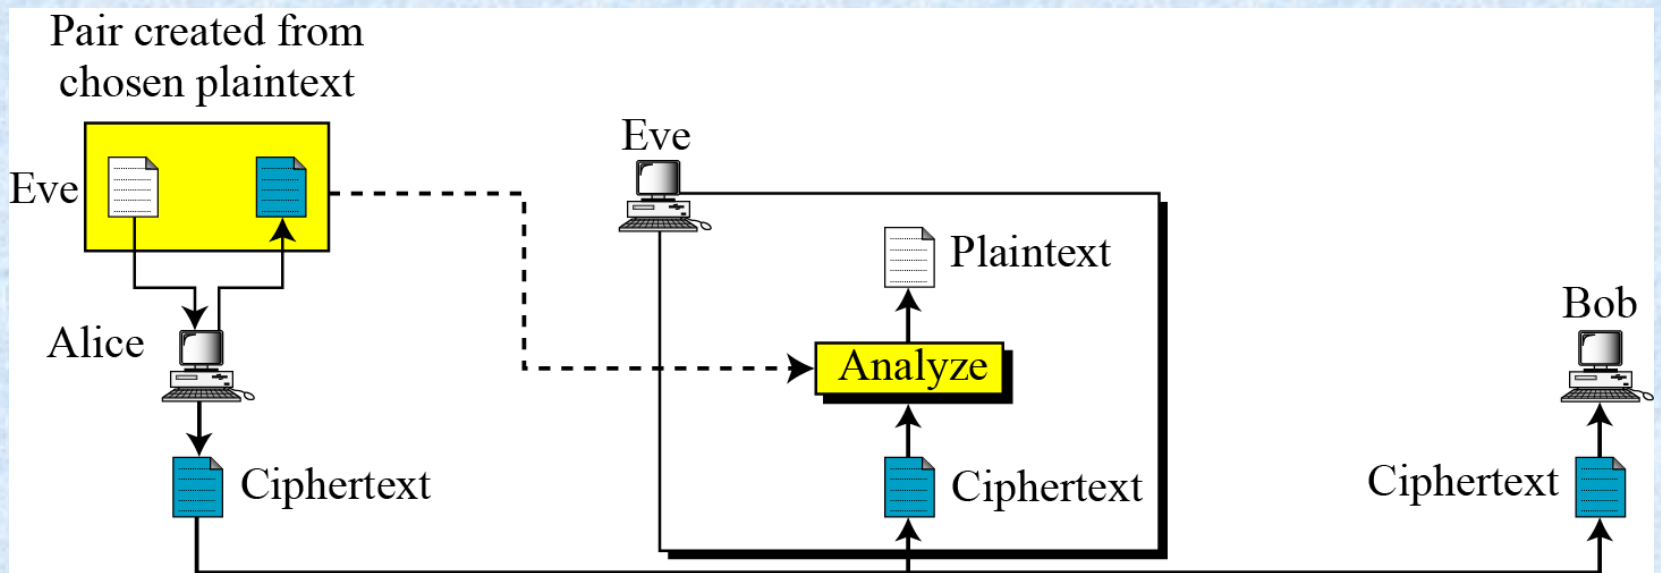 Pair created from
chosen plaintext
Eve
Eve
Plaintext
Bob
Alice
Analyze
Ciphertext
Ciphertext
Ciphertext